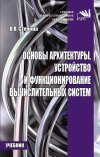 В.В. Степина
ОСНОВЫ АРХИТЕКТУРЫ,
УСТРОЙСТВО
И ФУНКЦИОНИРОВАНИЕ
ВЫЧИСЛИТЕЛЬНЫХ СИСТЕМ
УЧЕБНИК